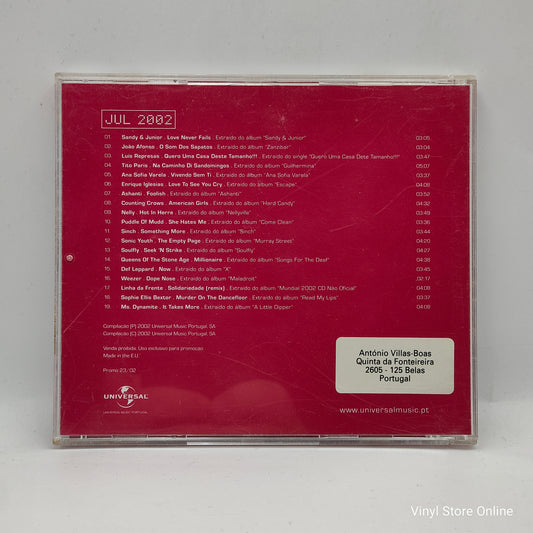 JUL 2002
01. Sandy & Junior . Love Never Fails . Extraído do álbum "Sandy & Junior" 03:05
02. João Afonso . O Som Dos Sapatos . Extraído do álbum "Zanzibar" 03:04
03. Luis Represas . Quero Uma Casa Deste Tamanho!!! . Extraído do single "Quero Uma Casa Dete Tamanho!!!" 03:47
04. Tito Paris . Na Caminho Di Sandomingos . Extraído do álbum "Guilhermina" 05:07
05. Ana Sofia Varela . Vivendo Sem Ti . Extraído do álbum "Ana Sofia Varela" 03:37
06. Enrique Iglesias . Love To See You Cry . Extraído do álbum "Escape" 04:08
07. Ashanti . Foolish . Extraído do álbum "Ashanti" 03:52
08. Counting Crows . American Girls . Extraído do álbum "Hard Candy" 04:32
09. Nelly . Hot In Herre . Extraído do álbum "Nellyville" 03:49
10. Puddle Of Mudd . She Hates Me . Extraído do álbum "Come Clean" 03:36
11. Sinch . Something More . Extraído do álbum "Sinch" 03:44
12. Sonic Youth . The Empty Page . Extraído do álbum "Murray Street" 04:20
13. Soulfly . Seek 'N Strike . Extraído do álbum "Soulfly" 04:27
14. Queens Of The Stone Age . Millionaire . Extraído do álbum "Songs For The Deaf" 04:38
15. Def Leppard . Now . Extraído do álbum "X" 03:45
16. Weezer . Dope Nose . Extraído do álbum "Maladroit" 02:17
17. Linha da Frente . Solidariedade (remix) . Extraído do álbum "Mundial 2002 CD Não Oficial" 04:08
18. Sophie Ellis Bextor . Murder On The Dancefloor . Extraído do álbum "Read My Lips" 03:37
19. Ms. Dynamite . It Takes More . Extraído do álbum "A Little Dipper" 04:08
Compilação (P) 2002 Universal Music Portugal, SA
Compilação (C) 2002 Universal Music Portugal, SA
Venda proibida. Uso exclusivo para promoção
Made in the E.U.
Promo 23/02
António Villas-Boas
Quinta da Fonteireira
2605 - 125 Belas
Portugal
UNIVERSAL
UNIVERSAL MUSIC PORTUGAL
www.universalmusic.pt
Vinyl Store Online